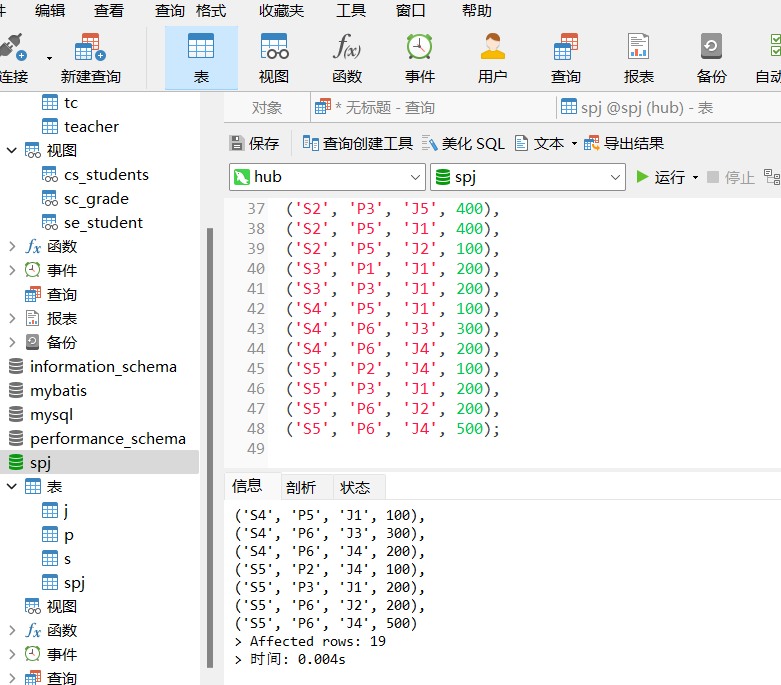 编辑 查看 查询 格式 收藏夹 工具 窗口 帮助
连接 新建查询 表 视图 函数 事件 用户 查询 报表 备份
对象 * 无标题 - 查询 spj @spj (hub) - 表
保存 查询创建工具 美化 SQL 文本 导出结果
hub spj 运行 停止
tc
teacher
视图
cs_students
sc_grade
se_student
函数
事件
查询
报表
备份
information_schema
mybatis
mysql
performance_schema
spj
表
j
p
s
spj
视图
函数
事件
查询
37 ('S2', 'P3', 'J5', 400),
38 ('S2', 'P5', 'J1', 400),
39 ('S2', 'P5', 'J2', 100),
40 ('S3', 'P1', 'J1', 200),
41 ('S3', 'P3', 'J1', 200),
42 ('S4', 'P5', 'J1', 100),
43 ('S4', 'P6', 'J3', 300),
44 ('S4', 'P6', 'J4', 200),
45 ('S5', 'P2', 'J4', 100),
46 ('S5', 'P3', 'J1', 200),
47 ('S5', 'P6', 'J2', 200),
48 ('S5', 'P6', 'J4', 500);
49
信息 剖析 状态
('S4', 'P5', 'J1', 100),
('S4', 'P6', 'J3', 300),
('S4', 'P6', 'J4', 200),
('S5', 'P2', 'J4', 100),
('S5', 'P3', 'J1', 200),
('S5', 'P6', 'J2', 200),
('S5', 'P6', 'J4', 500)
> Affected rows: 19
> 时间: 0.004s